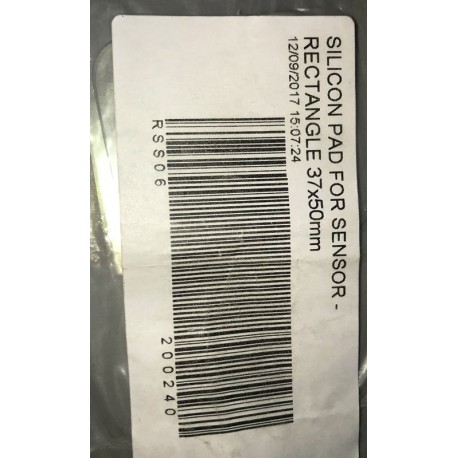 SILICON PAD FOR SENSOR -
RECTANGLE 37x50mm
12/09/2017 15:07:24
RSS06 200240